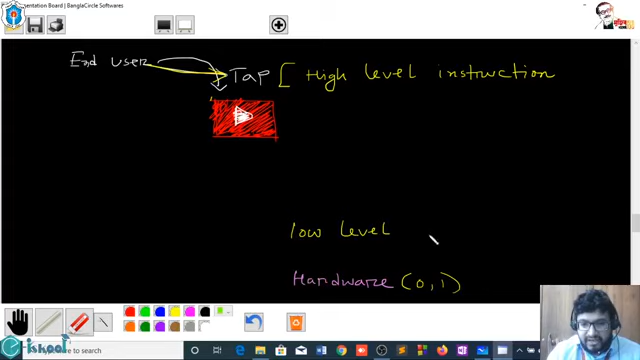 Presentation Board | BanglaCircle Softwares
End user
Tap [ High level instruction
low level
Hardware (0,1)
e-iskool
here to search